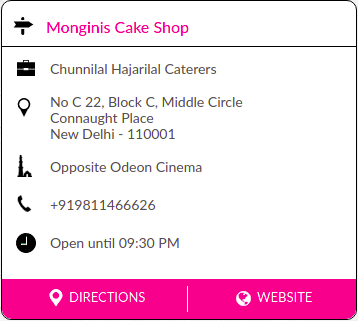 Monginis Cake Shop
Chunnilal Hajarilal Caterers
No C 22, Block C, Middle Circle
Connaught Place
New Delhi - 110001
Opposite Odeon Cinema
+919811466626
Open until 09:30 PM
DIRECTIONS
WEBSITE